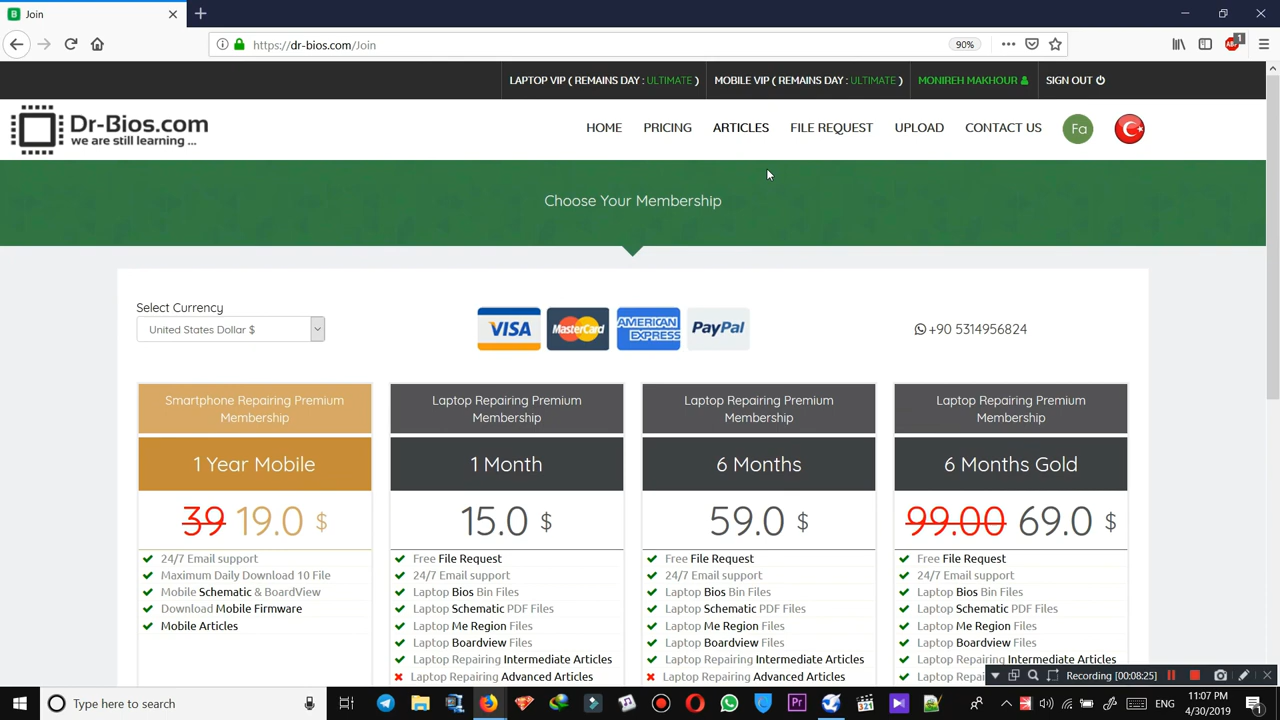 Join
https://dr-bios.com/Join
90%
1
LAPTOP VIP ( REMAINS DAY : ULTIMATE )
MOBILE VIP ( REMAINS DAY : ULTIMATE )
MONIREH MAKHOUR
SIGN OUT
Dr-Bios.com
we are still learning ...
HOME
PRICING
ARTICLES
FILE REQUEST
UPLOAD
CONTACT US
Fa
Choose Your Membership
Select Currency
United States Dollar $
VISA
MasterCard
AMERICAN EXPRESS
PayPal
+90 5314956824
Smartphone Repairing Premium
Membership
1 Year Mobile
39 19.0 $
24/7 Email support
Maximum Daily Download 10 File
Mobile Schematic & BoardView
Download Mobile Firmware
Mobile Articles
Laptop Repairing Premium
Membership
1 Month
15.0 $
Free File Request
24/7 Email support
Laptop Bios Bin Files
Laptop Schematic PDF Files
Laptop Me Region Files
Laptop Boardview Files
Laptop Repairing Intermediate Articles
Laptop Repairing Advanced Articles
Laptop Repairing Premium
Membership
6 Months
59.0 $
Free File Request
24/7 Email support
Laptop Bios Bin Files
Laptop Schematic PDF Files
Laptop Me Region Files
Laptop Boardview Files
Laptop Repairing Intermediate Articles
Laptop Repairing Advanced Articles
Laptop Repairing Premium
Membership
6 Months Gold
99.00 69.0 $
Free File Request
24/7 Email support
Laptop Bios Bin Files
Laptop Schematic PDF Files
Laptop Me Region Files
Laptop Boardview Files
Laptop Repairing Intermediate Articles
Recording [00:08:25]
Type here to search
ENG
11:07 PM
4/30/2019